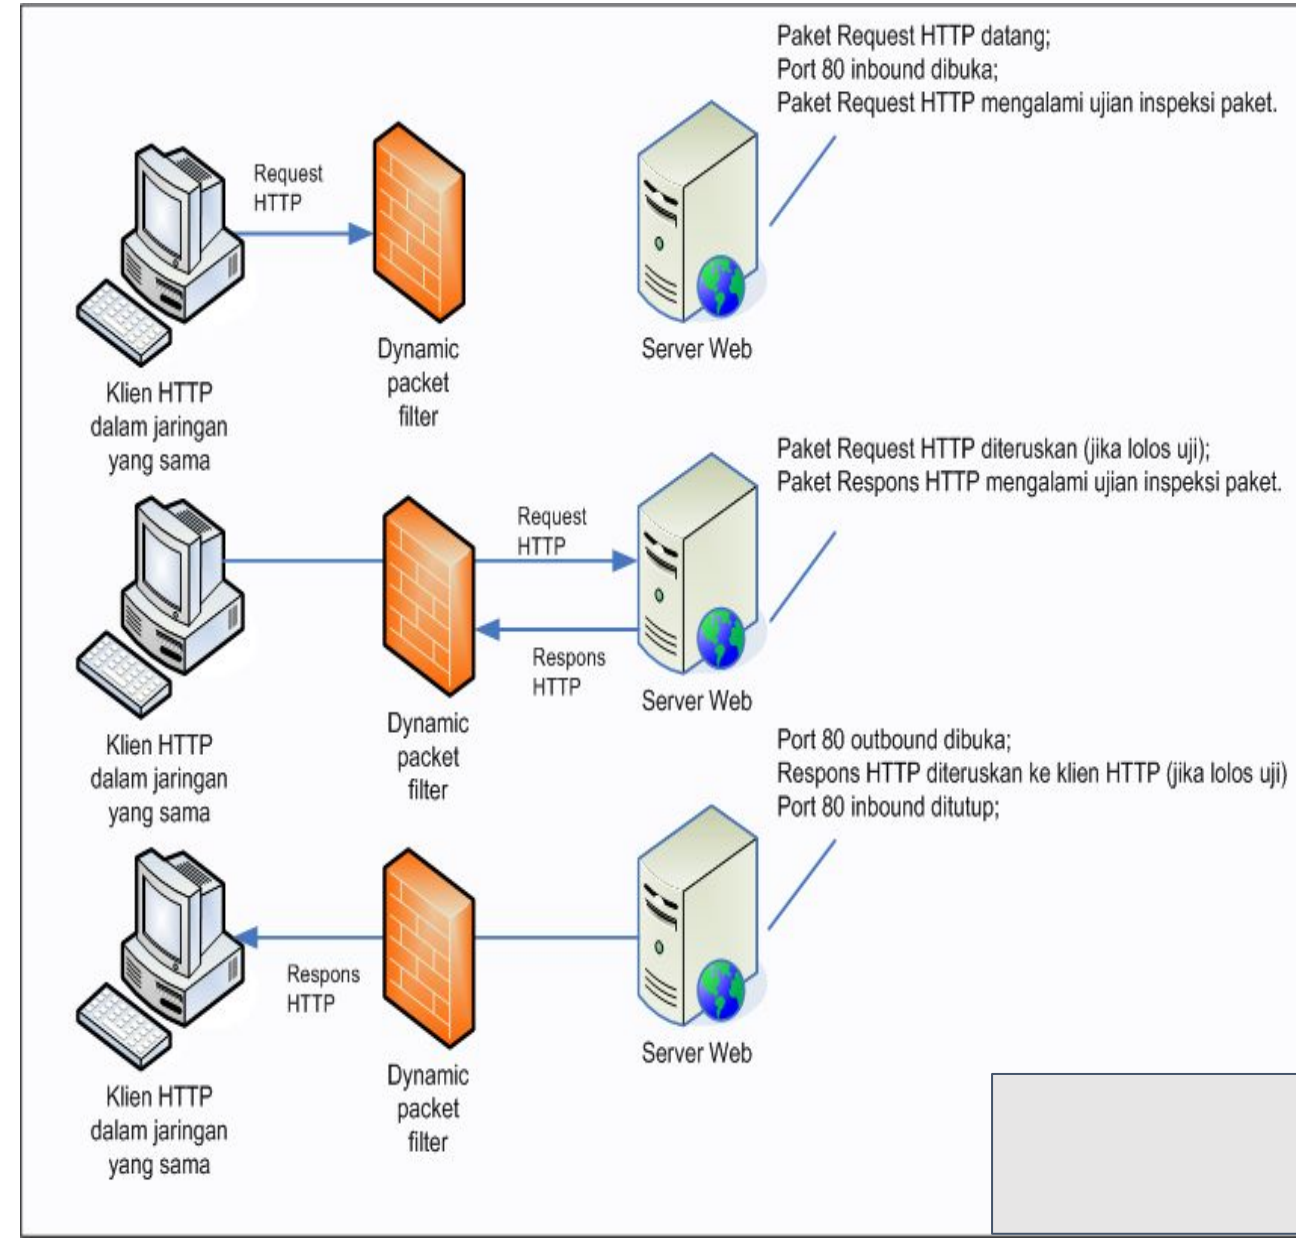 Paket Request HTTP datang;
Port 80 inbound dibuka;
Paket Request HTTP mengalami ujian inspeksi paket.
Request
HTTP
Dynamic
packet
filter
Server Web
Klien HTTP
dalam jaringan
yang sama
Paket Request HTTP diteruskan (jika lolos uji);
Paket Respons HTTP mengalami ujian inspeksi paket.
Request
HTTP
Respons
HTTP
Server Web
Dynamic
packet
filter
Klien HTTP
dalam jaringan
yang sama
Port 80 outbound dibuka;
Respons HTTP diteruskan ke klien HTTP (jika lolos uji)
Port 80 inbound ditutup;
Respons
HTTP
Server Web
Dynamic
packet
filter
Klien HTTP
dalam jaringan
yang sama